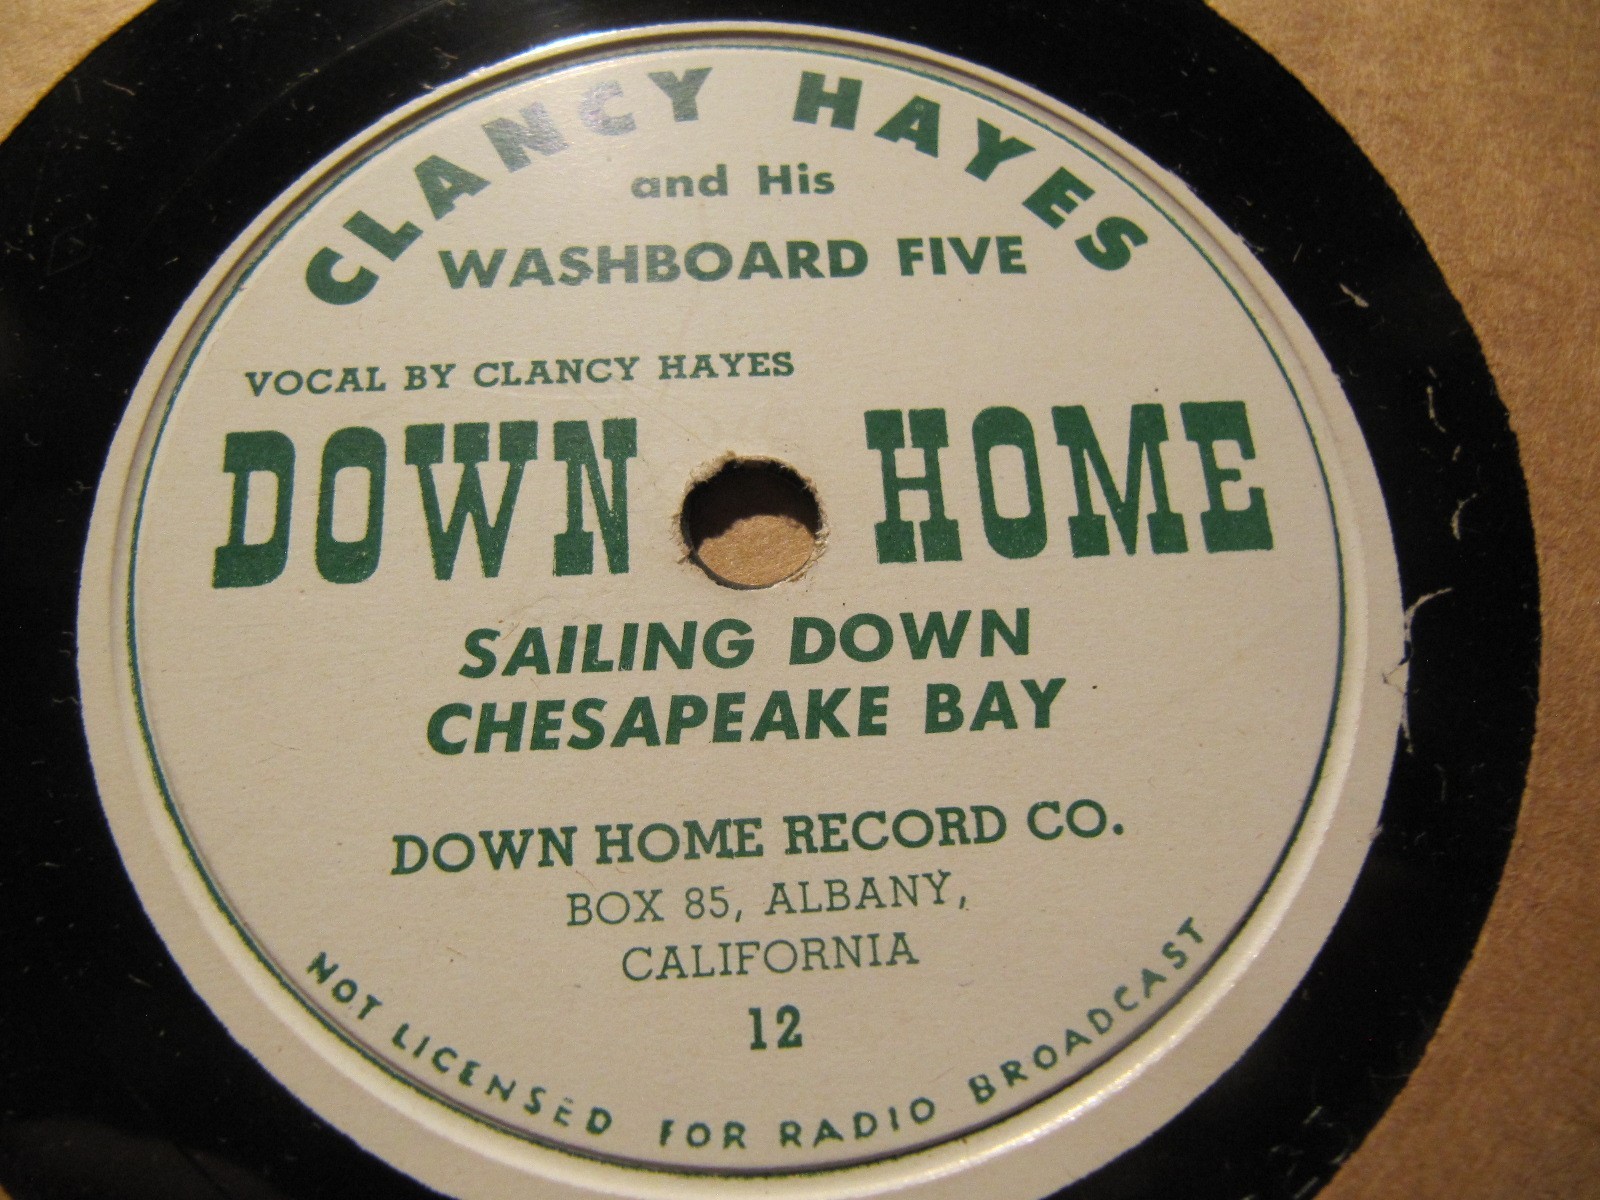 CLANCY HAYES
and His
WASHBOARD FIVE
VOCAL BY CLANCY HAYES
DOWN HOME
SAILING DOWN
CHESAPEAKE BAY
DOWN HOME RECORD CO.
BOX 85, ALBANY,
CALIFORNIA
12
NOT LICENSED FOR RADIO BROADCAST